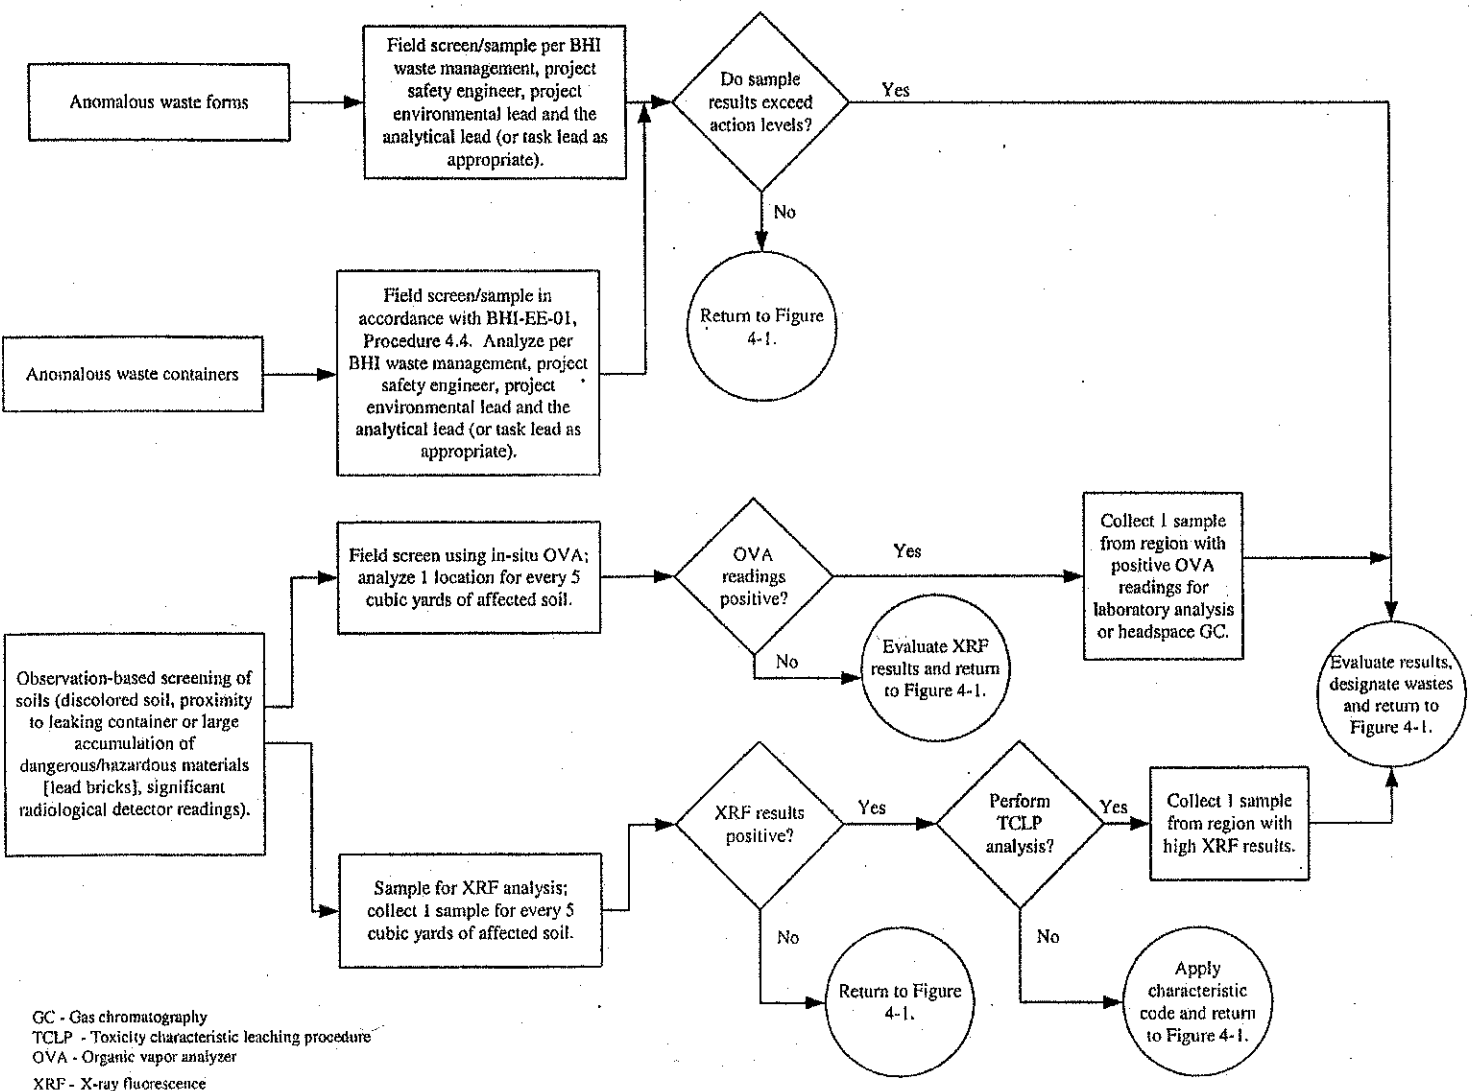 Anomalous waste forms
Field screen/sample per BHI
waste management, project
safety engineer, project
environmental lead and the
analytical lead (or task lead as
appropriate).
Do sample
results exceed
action levels?
Yes
No
Return to Figure
4-1.
Anomalous waste containers
Field screen/sample in
accordance with BHI-EE-01,
Procedure 4.4. Analyze per
BHI waste management, project
safety engineer, project
environmental lead and the
analytical lead (or task lead as
appropriate).
Observation-based screening of
soils (discolored soil, proximity
to leaking container or large
accumulation of
dangerous/hazardous materials
[lead bricks], significant
radiological detector readings).
Field screen using in-situ OVA;
analyze 1 location for every 5
cubic yards of affected soil.
OVA
readings
positive?
Yes
No
Evaluate XRF
results and return
to Figure 4-1.
Collect 1 sample
from region with
positive OVA
readings for
laboratory analysis
or headspace GC.
Evaluate results,
designate wastes
and return to
Figure 4-1.
Sample for XRF analysis;
collect 1 sample for every 5
cubic yards of affected soil.
XRF results
positive?
Yes
No
Return to Figure
4-1.
Perform
TCLP
analysis?
Yes
No
Collect 1 sample
from region with
high XRF results.
Apply
characteristic
code and return
to Figure 4-1.
GC - Gas chromatography
TCLP - Toxicity characteristic leaching procedure
OVA - Organic vapor analyzer
XRF - X-ray fluorescence